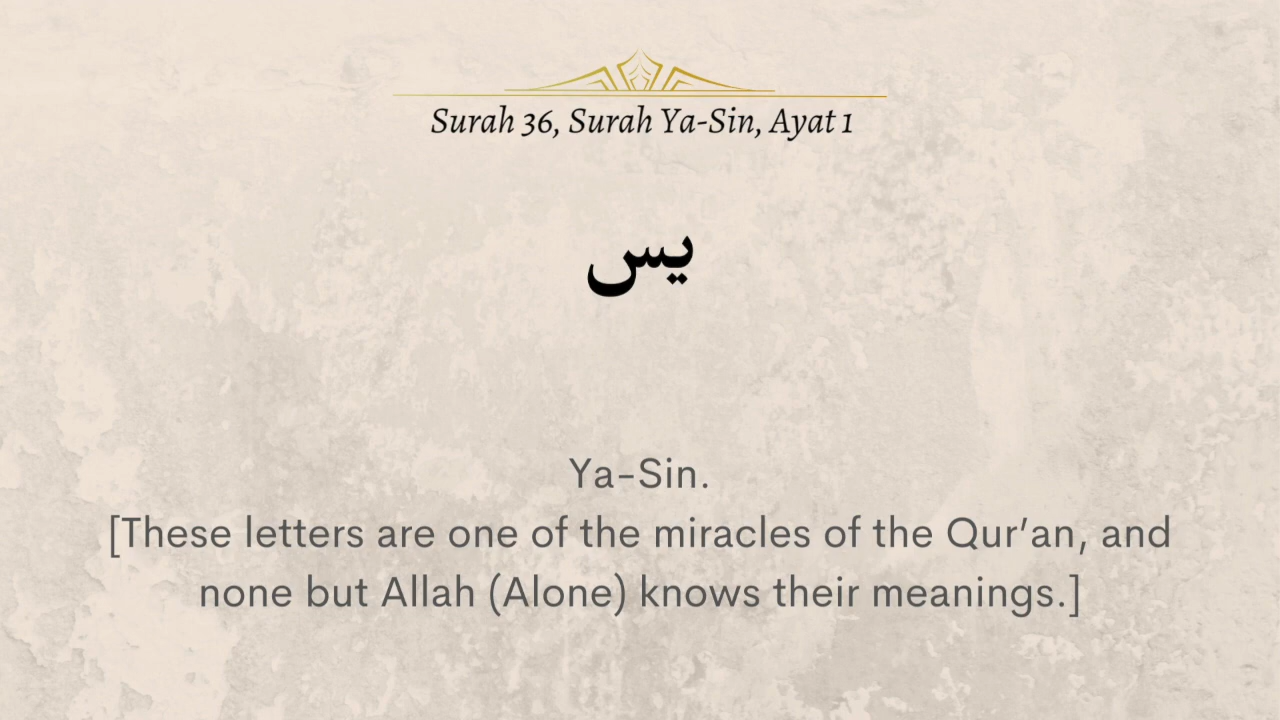 Surah 36, Surah Ya-Sin, Ayat 1
يس
Ya-Sin.
[These letters are one of the miracles of the Qur’an, and
none but Allah (Alone) knows their meanings.]